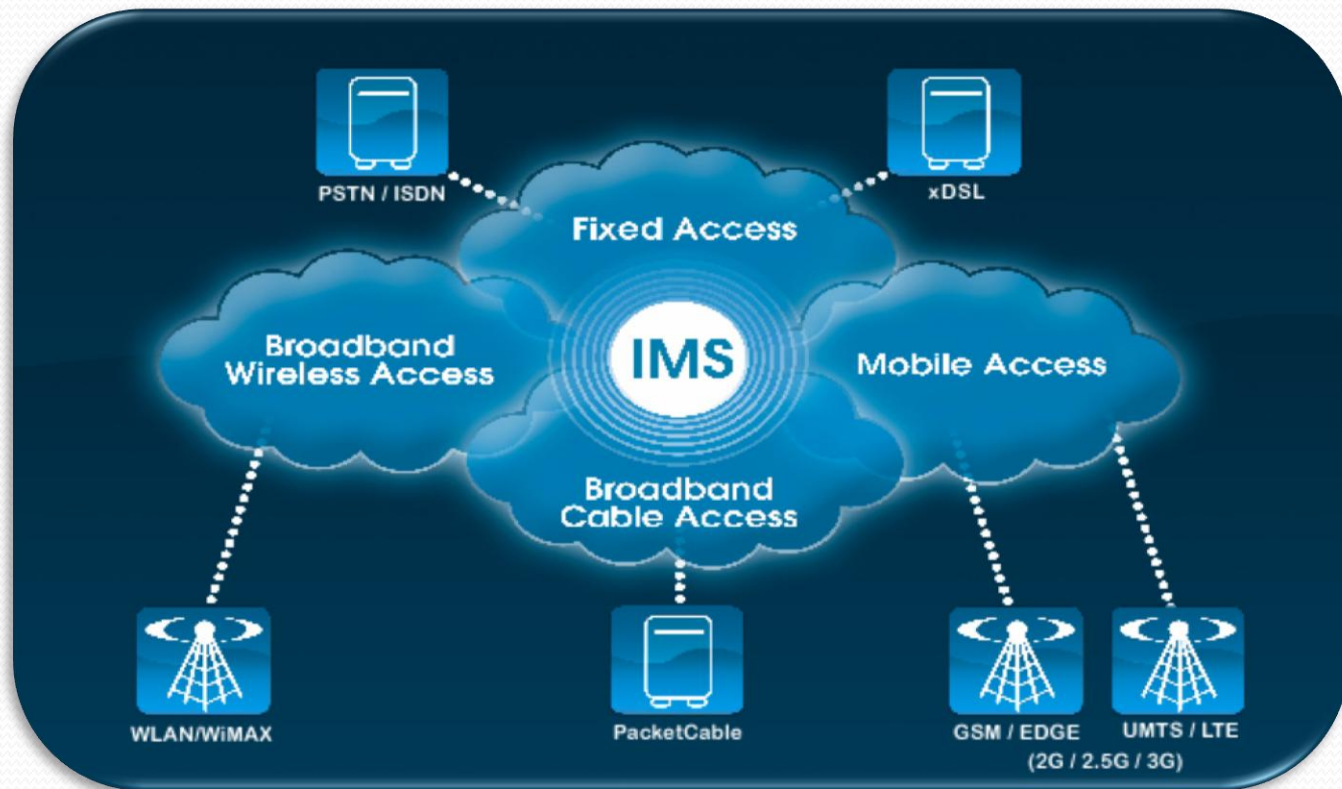 PSTN / ISDN
xDSL
Fixed Access
Broadband
Wireless Access
IMS
Mobile Access
Broadband
Cable Access
WLAN/WiMAX
PacketCable
GSM / EDGE
UMTS / LTE
(2G / 2.5G / 3G)